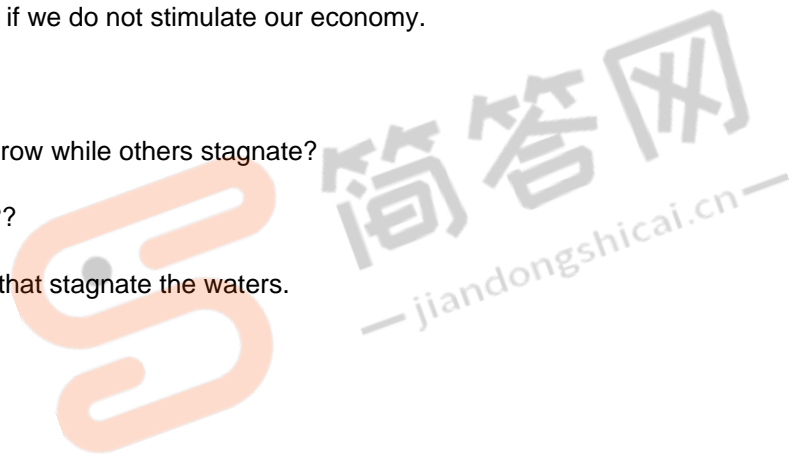 if we do not stimulate our economy.
row while others stagnate?
?
that stagnate the waters.
简答网
jiandongshicai.cn